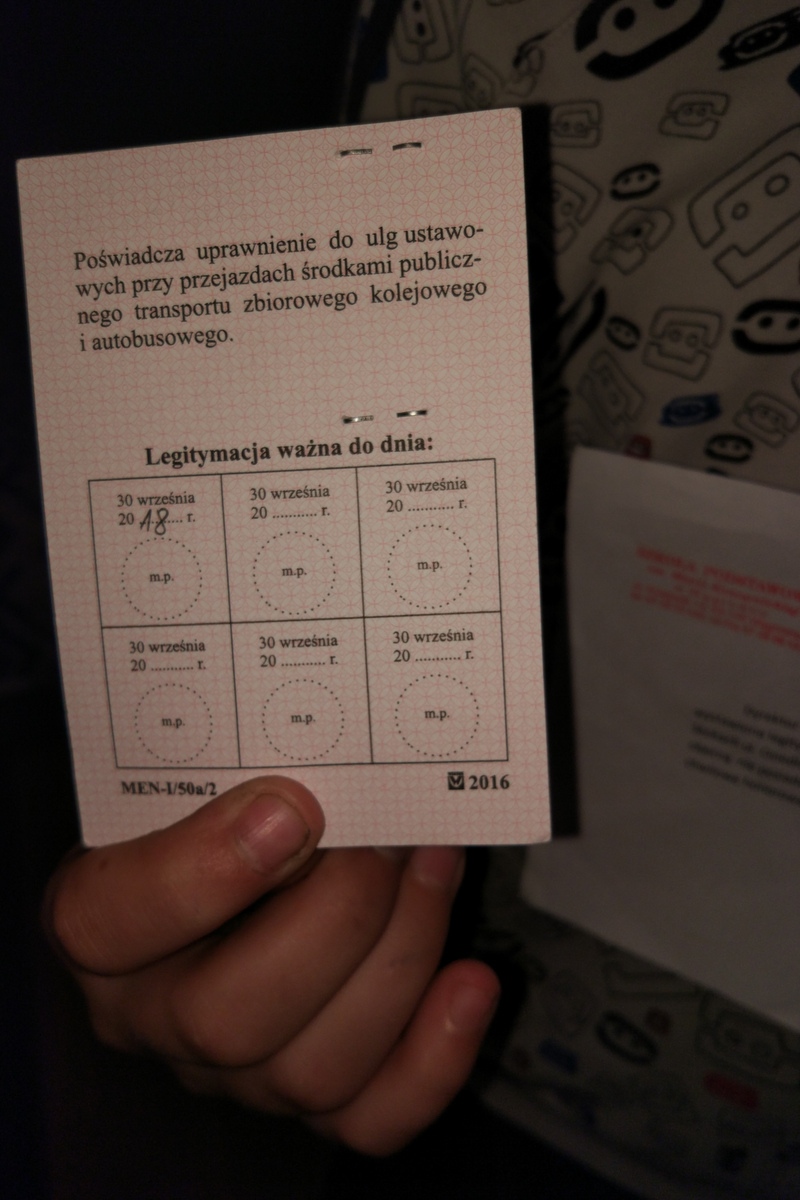 Poświadcza uprawnienie do ulg ustawo-
wych przy przejazdach środkami publicz-
nego transportu zbiorowego kolejowego
i autobusowego.
Legitymacja ważna do dnia:
30 września 30 września 30 września
20 18.... r. 20 ........... r. 20 ........... r.
m.p. m.p. m.p.
30 września 30 września 30 września
20 ........... r. 20 ........... r. 20 ........... r.
m.p. m.p. m.p.
MEN-I/50a/2 2016